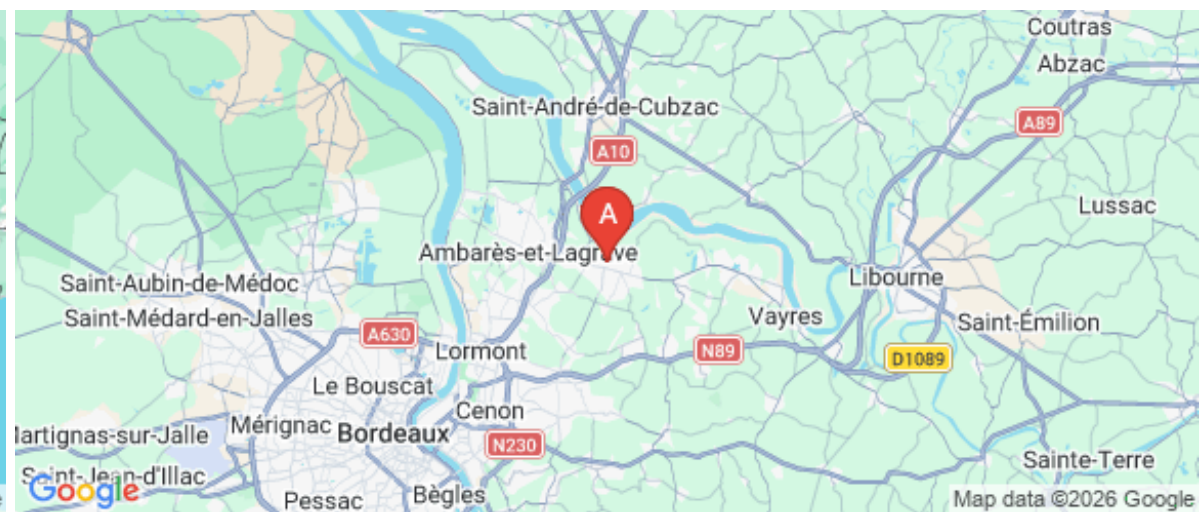 Coutras
Abzac
Saint-André-de-Cubzac
A89
A10
A
Lussac
Ambarès-et-Lagrave
Libourne
Saint-Aubin-de-Médoc
Saint-Médard-en-Jalles
Vayres
Saint-Émilion
A630
Lormont
N89
D1089
Le Bouscat
Cenon
Martignas-sur-Jalle
Mérignac
Bordeaux
N230
Sainte-Terre
Saint-Jean-d'Illac
Google
Pessac
Bègles
Map data ©2026 Google